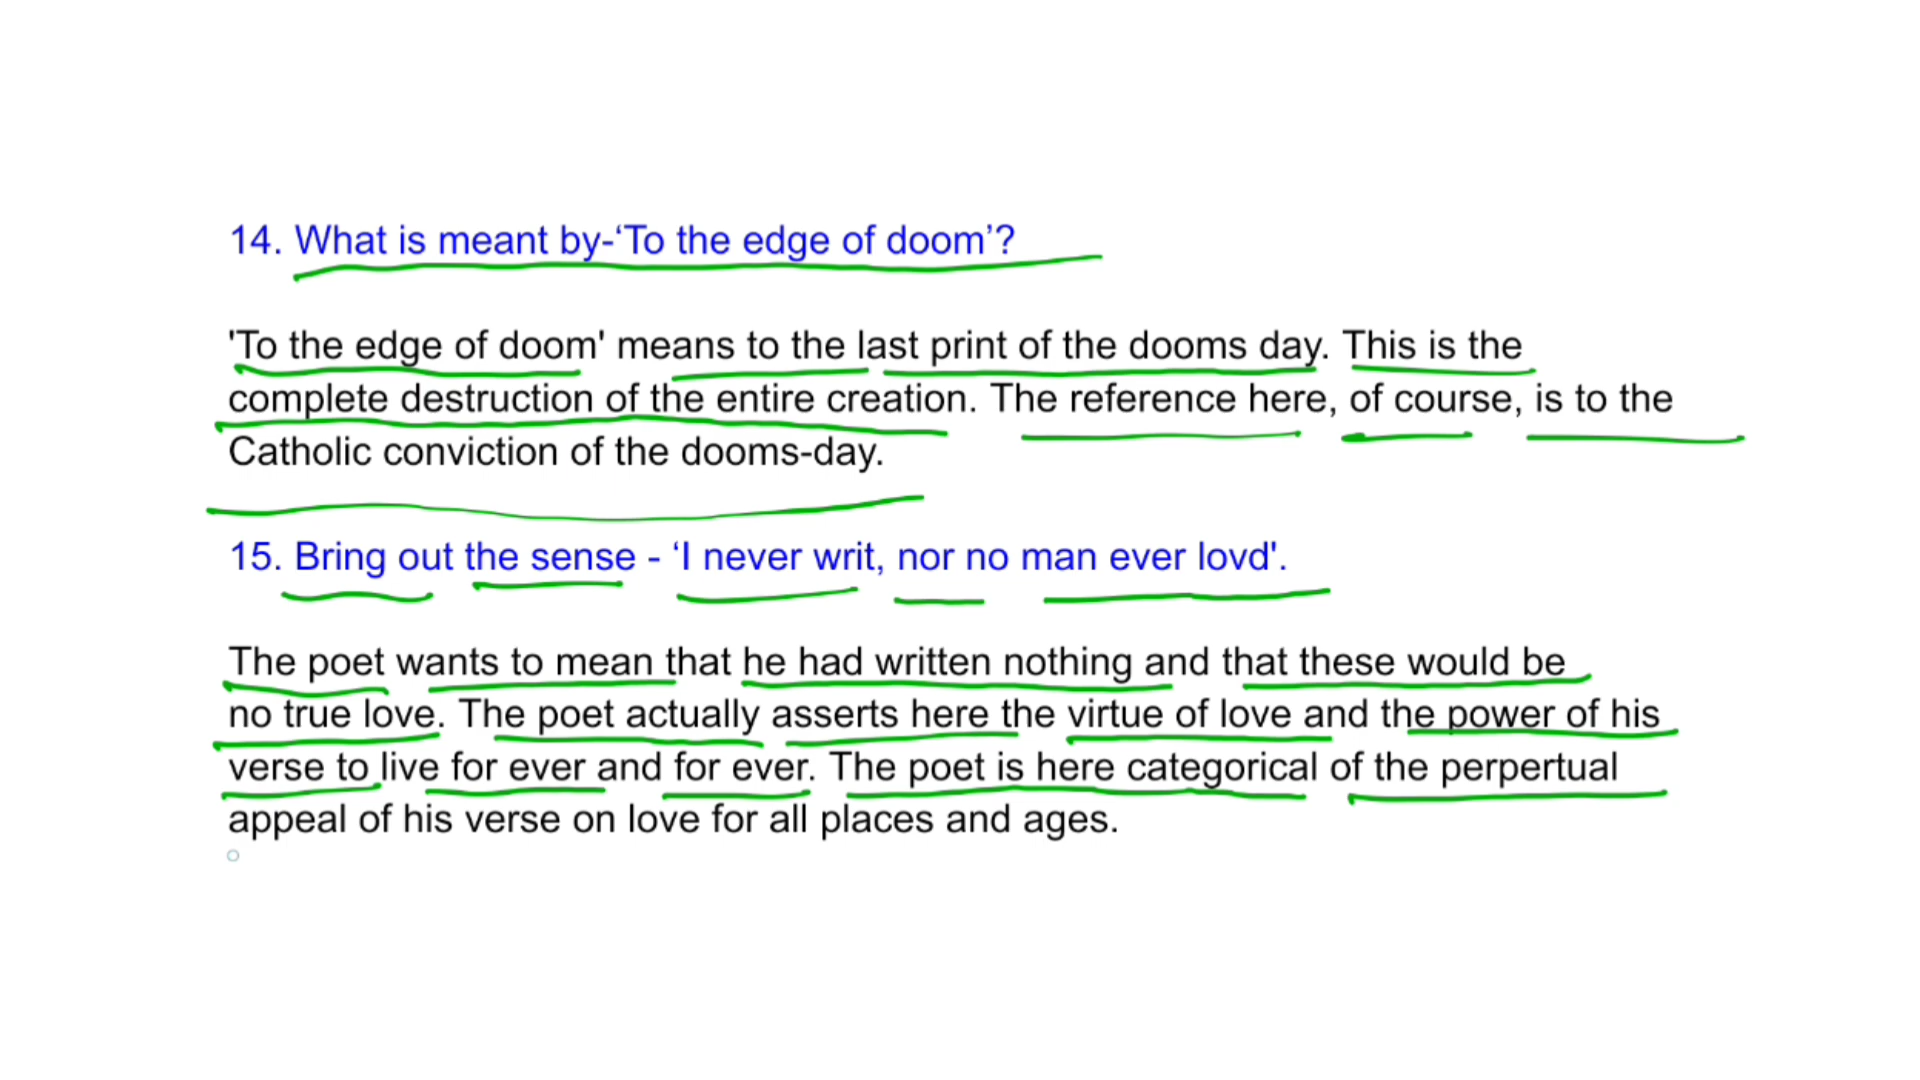 14. What is meant by-‘To the edge of doom’?
'To the edge of doom' means to the last print of the dooms day. This is the
complete destruction of the entire creation. The reference here, of course, is to the
Catholic conviction of the dooms-day.
15. Bring out the sense - ‘I never writ, nor no man ever lovd'.
The poet wants to mean that he had written nothing and that these would be
no true love. The poet actually asserts here the virtue of love and the power of his
verse to live for ever and for ever. The poet is here categorical of the perpertual
appeal of his verse on love for all places and ages.